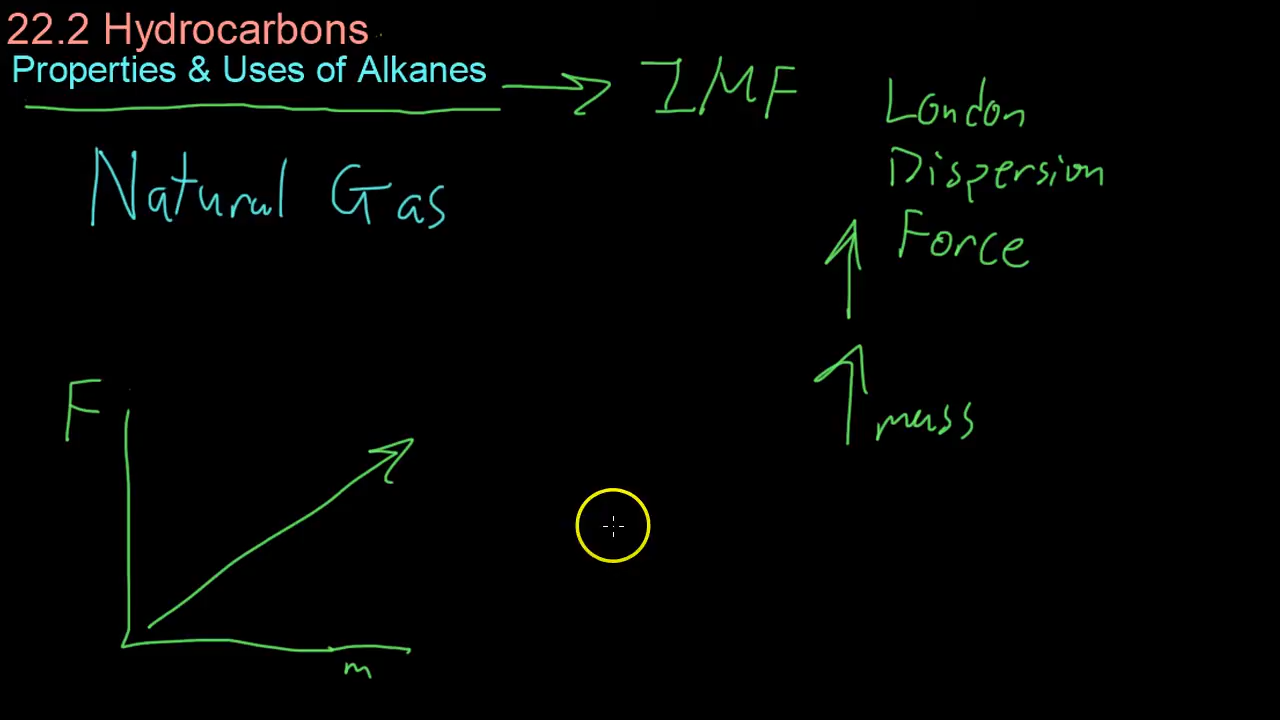 22.2 Hydrocarbons
Properties & Uses of Alkanes
IMF
London
Dispersion
Force
Natural Gas
mass
F
m